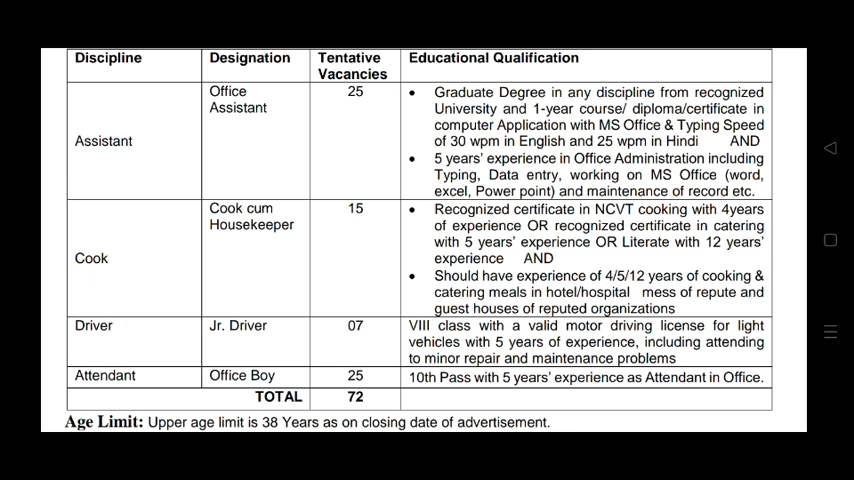 Discipline Designation Tentative Vacancies Educational Qualification
Assistant
Office Assistant
25
• Graduate Degree in any discipline from recognized
University and 1-year course/ diploma/certificate in
computer Application with MS Office & Typing Speed
of 30 wpm in English and 25 wpm in Hindi AND
• 5 years' experience in Office Administration including
Typing, Data entry, working on MS Office (word,
excel, Power point) and maintenance of record etc.
Cook
Cook cum
Housekeeper
15
• Recognized certificate in NCVT cooking with 4years
of experience OR recognized certificate in catering
with 5 years' experience OR Literate with 12 years'
experience AND
• Should have experience of 4/5/12 years of cooking &
catering meals in hotel/hospital mess of repute and
guest houses of reputed organizations
Driver
Jr. Driver
07
VIII class with a valid motor driving license for light
vehicles with 5 years of experience, including attending
to minor repair and maintenance problems
Attendant
Office Boy
25
10th Pass with 5 years' experience as Attendant in Office.
TOTAL 72
Age Limit: Upper age limit is 38 Years as on closing date of advertisement.